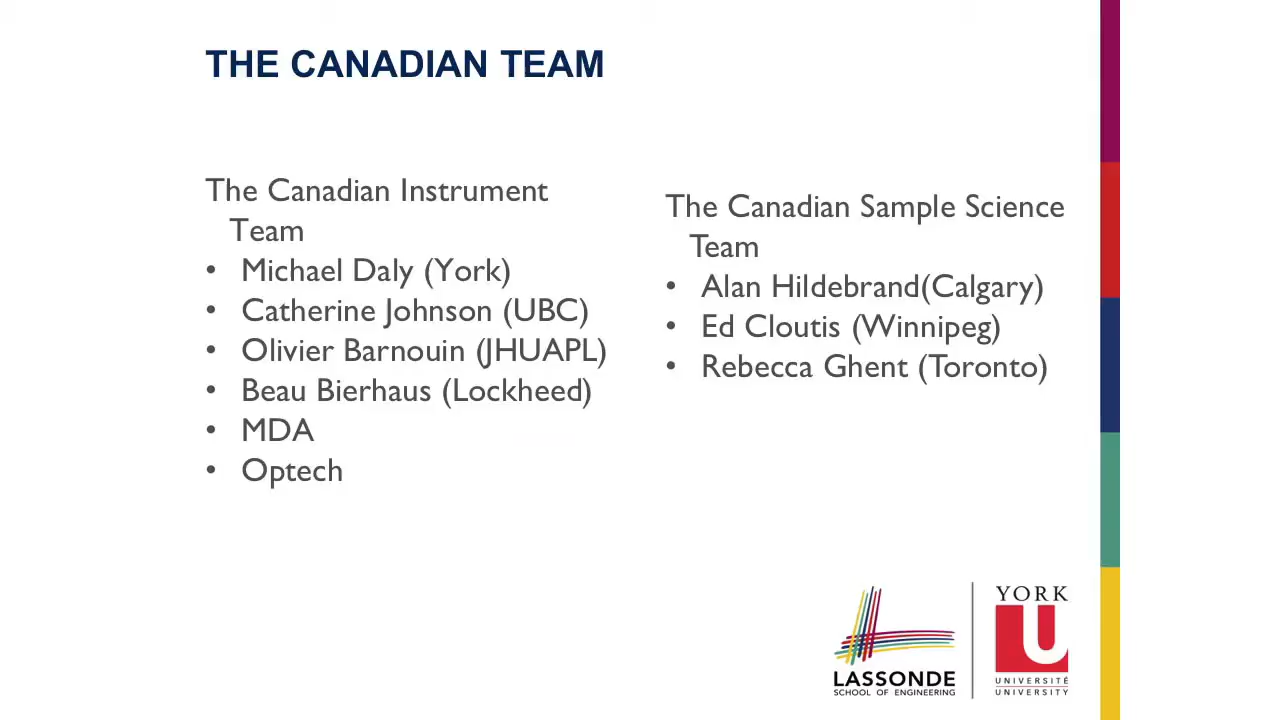 THE CANADIAN TEAM
The Canadian Instrument
Team
• Michael Daly (York)
• Catherine Johnson (UBC)
• Olivier Barnouin (JHUAPL)
• Beau Bierhaus (Lockheed)
• MDA
• Optech
The Canadian Sample Science
Team
• Alan Hildebrand(Calgary)
• Ed Cloutis (Winnipeg)
• Rebecca Ghent (Toronto)
LASSONDE
SCHOOL OF ENGINEERING
YORK
U
UNIVERSITÉ
UNIVERSITY